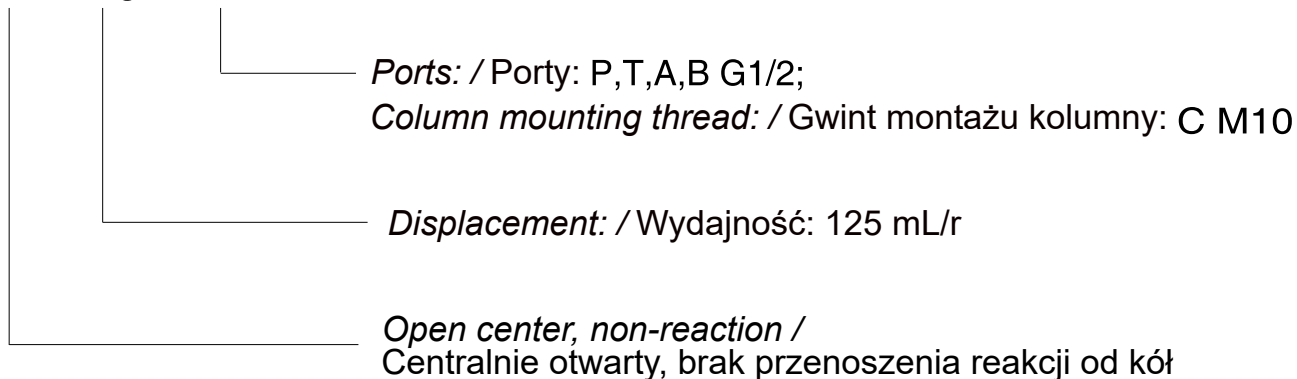 Ports: / Porty: P,T,A,B G1/2;
Column mounting thread: / Gwint montażu kolumny: C M10
Displacement: / Wydajność: 125 mL/r
Open center, non-reaction /
Centralnie otwarty, brak przenoszenia reakcji od kół